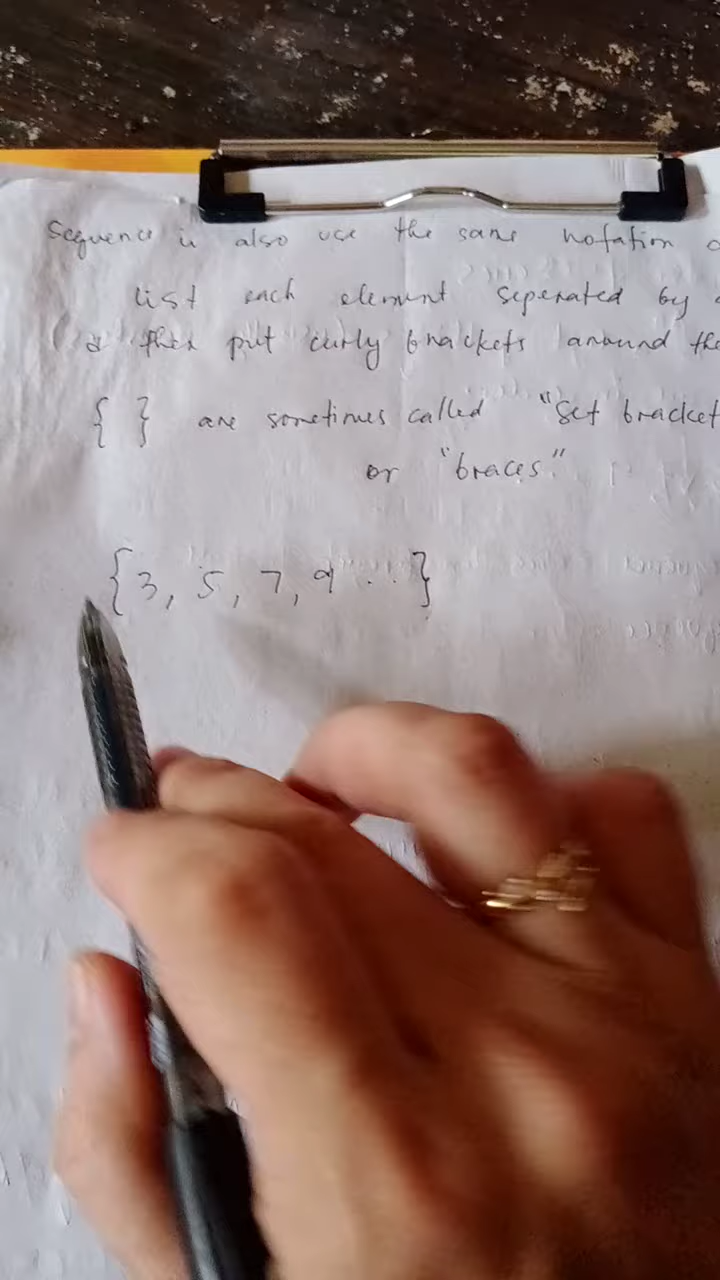 Sequence is also use the same notation
list each element seperated by
& then put curly brackets around the
{ } are sometimes called "Set bracket
or "braces."
{3, 5, 7, 9 . . }